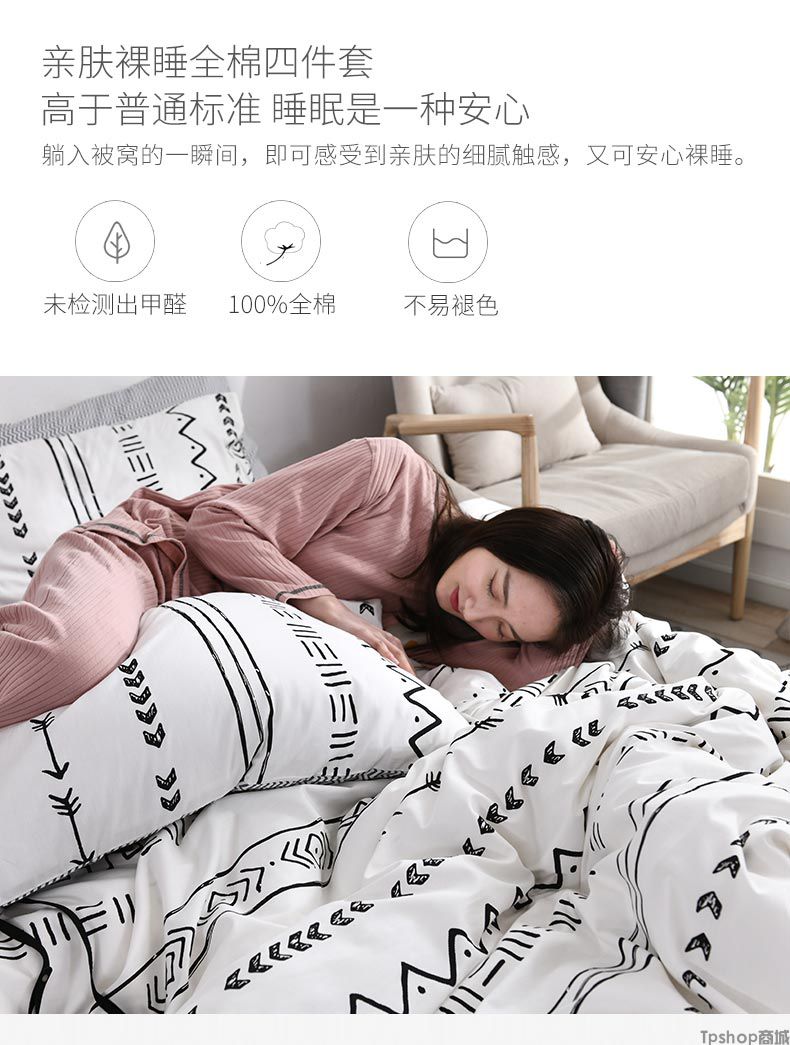 亲肤裸睡全棉四件套
高于普通标准 睡眠是一种安心
躺入被窝的一瞬间，即可感受到亲肤的细腻触感，又可安心裸睡。
未检测出甲醛
100%全棉
不易褪色
Tpshop商城